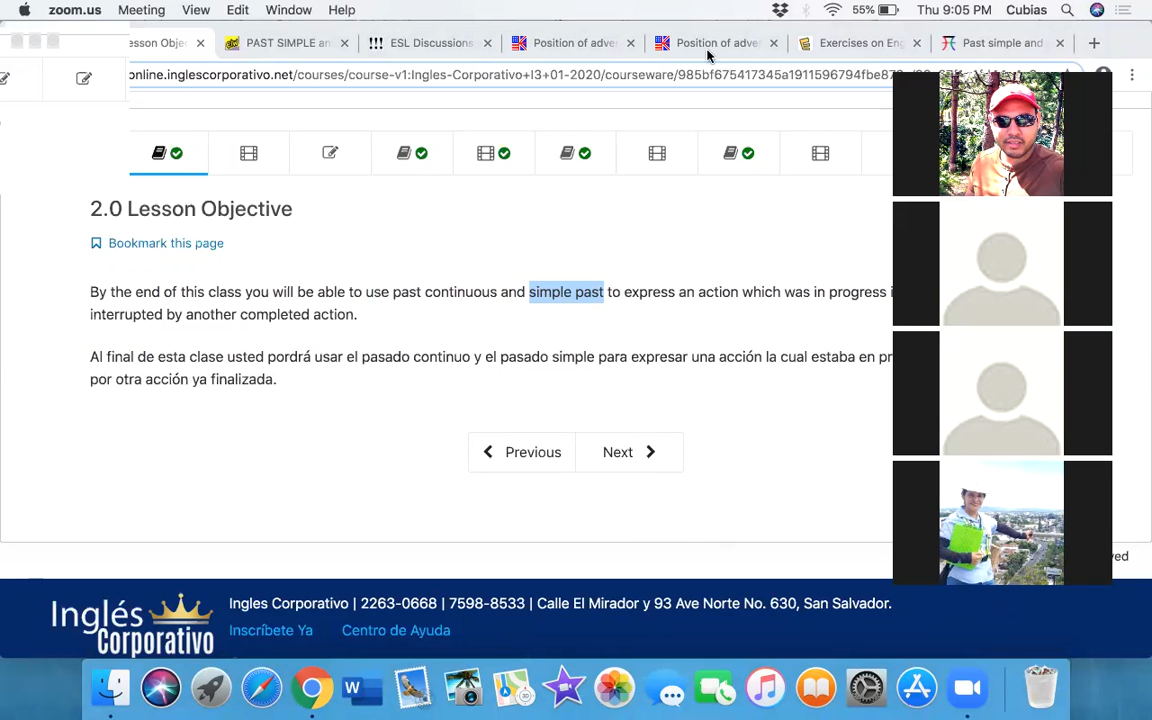 zoom.us Meeting View Edit Window Help 55% Thu 9:05 PM Cubias
esson Objec PAST SIMPLE an ESL Discussions Position of adve Position of adve Exercises on Eng Past simple and
online.inglescorporativo.net/courses/course-v1:Ingles-Corporativo+I3+01-2020/courseware/985bf675417345a1911596794fbe87
2.0 Lesson Objective
Bookmark this page
By the end of this class you will be able to use past continuous and simple past to express an action which was in progress
interrupted by another completed action.
Al final de esta clase usted pordrá usar el pasado continuo y el pasado simple para expresar una acción la cual estaba en
por otra acción ya finalizada.
Previous Next
Inglés
Corporativo
Ingles Corporativo | 2263-0668 | 7598-8533 | Calle El Mirador y 93 Ave Norte No. 630, San Salvador.
Inscríbete Ya Centro de Ayuda